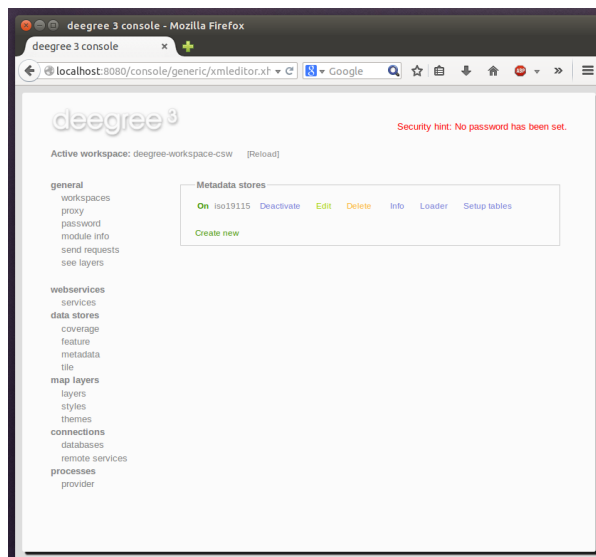 deegree 3 console - Mozilla Firefox
deegree 3 console
localhost:8080/console/generic/xmleditor.xh
Google
ABP
deegree 3
Security hint: No password has been set.
Active workspace: deegree-workspace-csw [Reload]
general
workspaces
proxy
password
module info
send requests
see layers
webservices
services
data stores
coverage
feature
metadata
tile
map layers
layers
styles
themes
connections
databases
remote services
processes
provider
Metadata stores
On iso19115 Deactivate Edit Delete Info Loader Setup tables
Create new